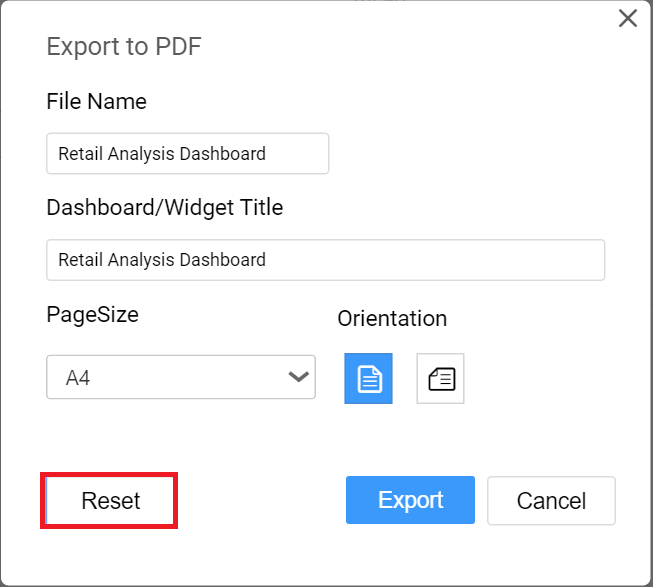 Export to PDF
File Name
Retail Analysis Dashboard
Dashboard/Widget Title
Retail Analysis Dashboard
PageSize
Orientation
A4
Reset
Export
Cancel